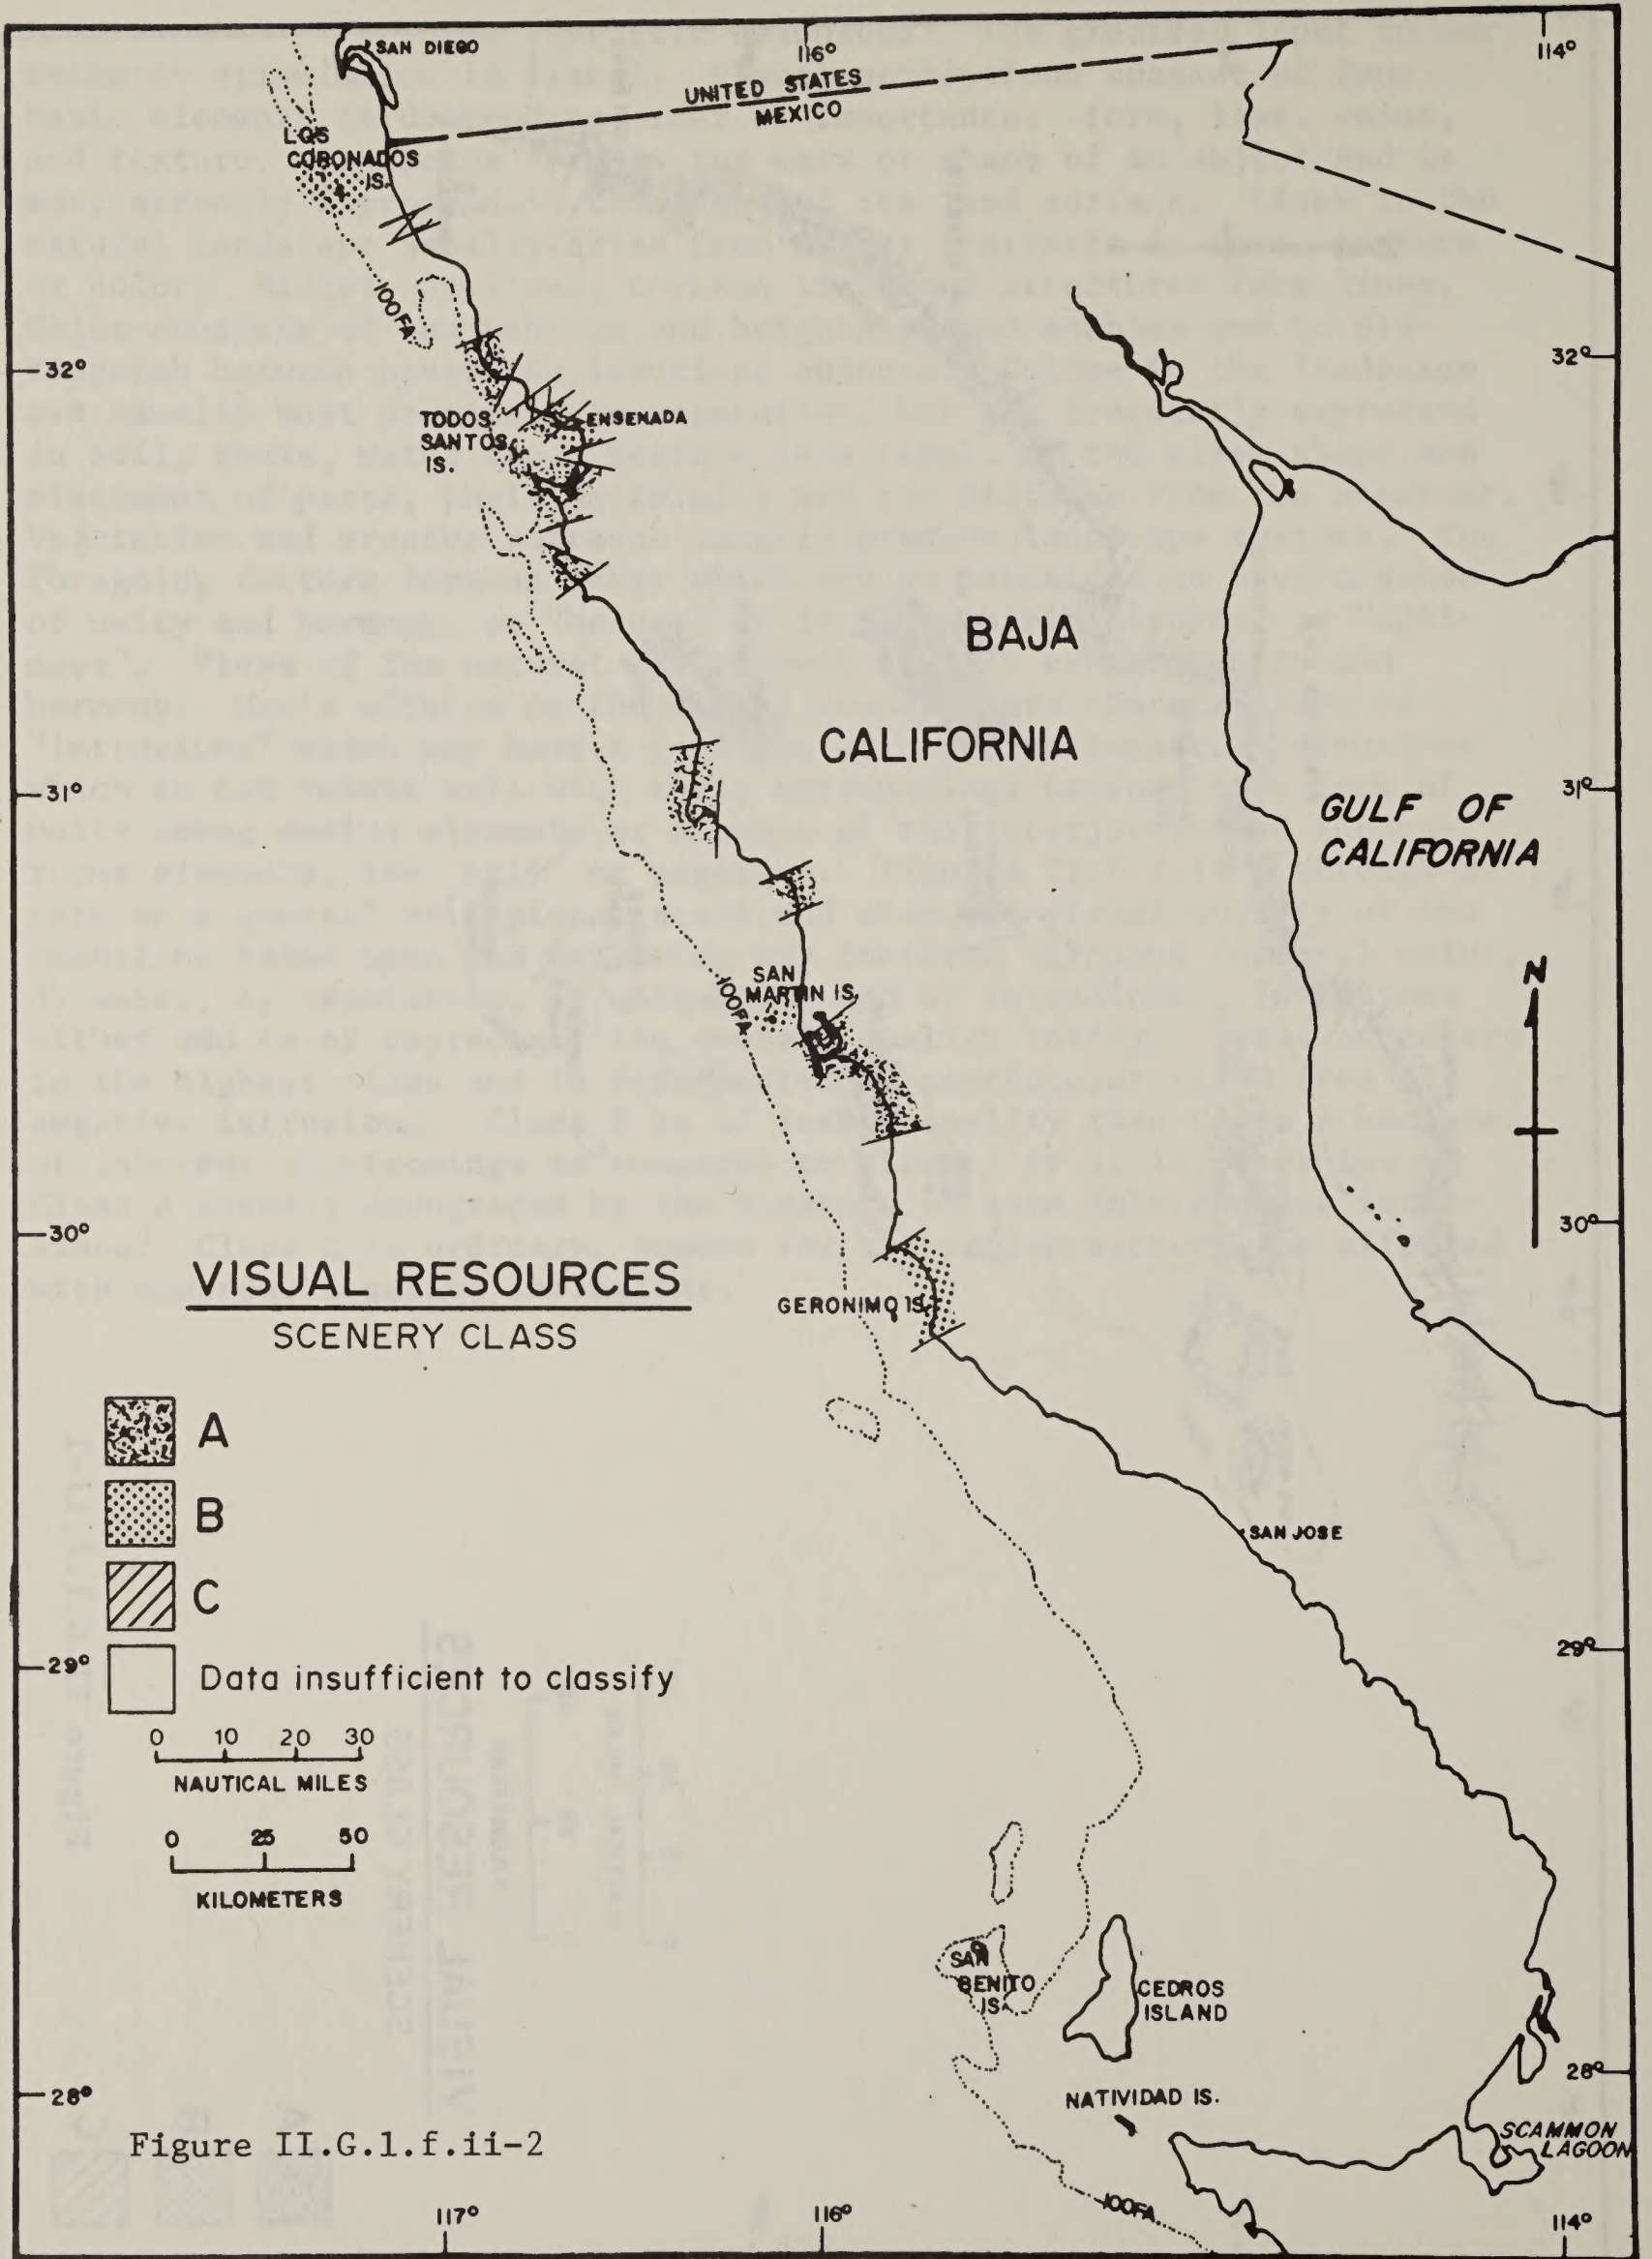 SAN DIEGO
116°
114°
UNITED STATES
MEXICO
LOS
CORONADOS
IS.
100FA
32°
32°
TODOS
SANTOS
IS.
ENSENADA
BAJA
CALIFORNIA
31°
31°
GULF OF
CALIFORNIA
SAN
MARTIN IS.
100FA
N
30°
30°
VISUAL RESOURCES
SCENERY CLASS
GERONIMO IS.
A
B
C
SAN JOSE
29°
29°
Data insufficient to classify
0 10 20 30
NAUTICAL MILES
0 25 50
KILOMETERS
SAN
BENITO
IS.
CEDROS
ISLAND
28°
28°
NATIVIDAD IS.
SCAMMON
LAGOON
Figure II.G.1.f.ii-2
100FA
117°
116°
114°